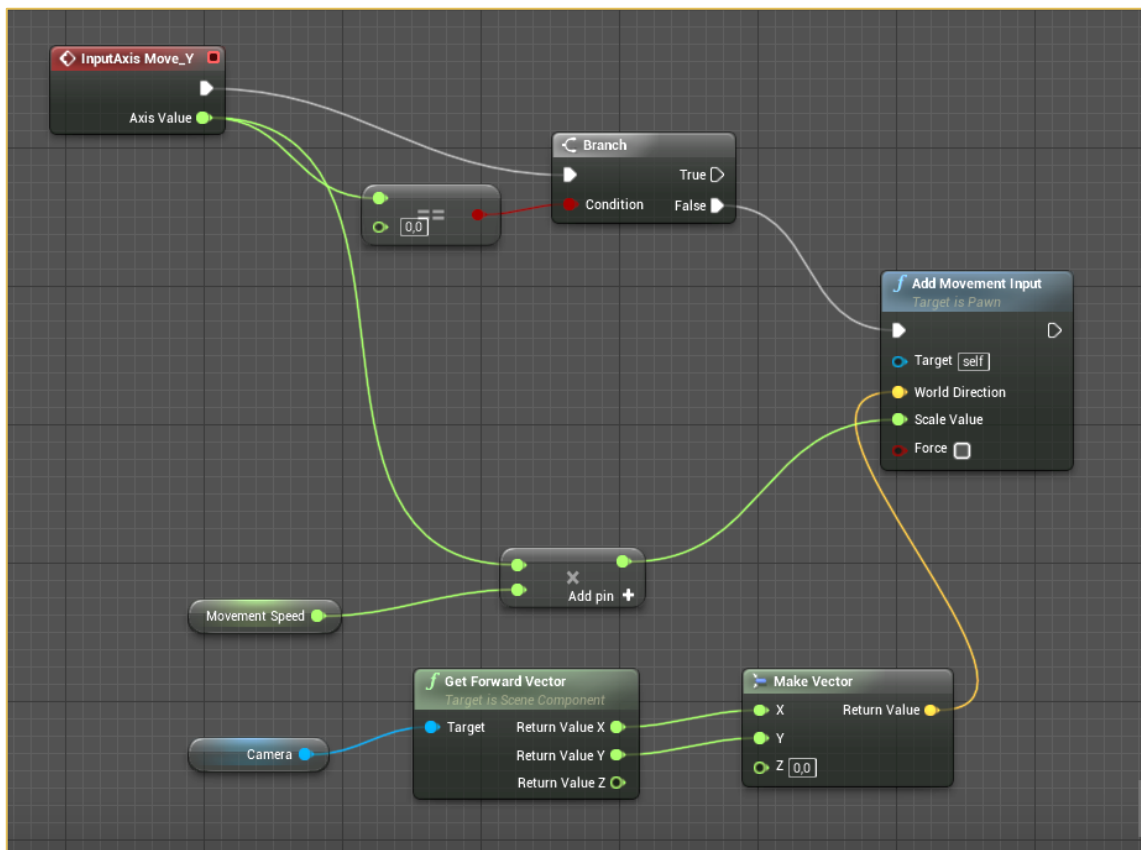 InputAxis Move_Y
Axis Value
Branch
True
Condition
False
==
0,0
Add Movement Input
Target is Pawn
Target self
World Direction
Scale Value
Force
×
Add pin +
Movement Speed
Get Forward Vector
Target is Scene Component
Target
Return Value X
Return Value Y
Return Value Z
Make Vector
X
Return Value
Y
Z 0,0
Camera